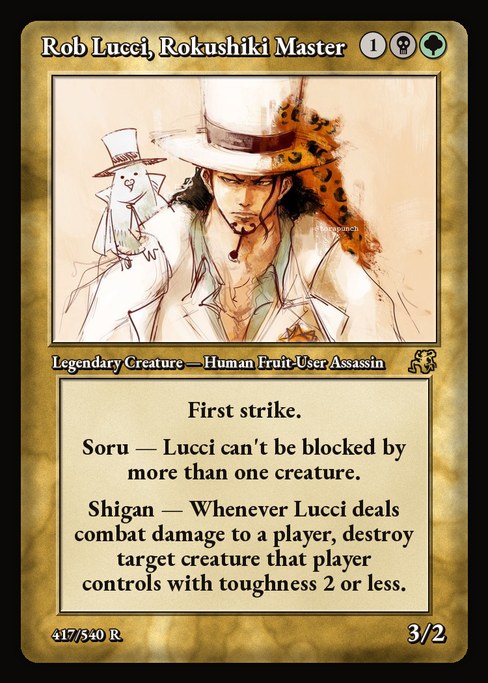 Rob Lucci, Rokushiki Master 1
torapunch
Legendary Creature — Human Fruit-User Assassin
First strike.
Soru — Lucci can't be blocked by
more than one creature.
Shigan — Whenever Lucci deals
combat damage to a player, destroy
target creature that player
controls with toughness 2 or less.
417/540 R
3/2